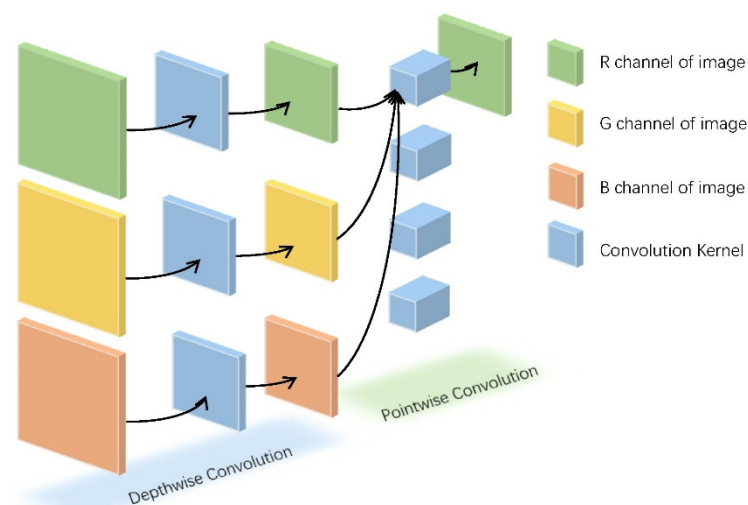 R channel of image
G channel of image
B channel of image
Convolution Kernel
Pointwise Convolution
Depthwise Convolution